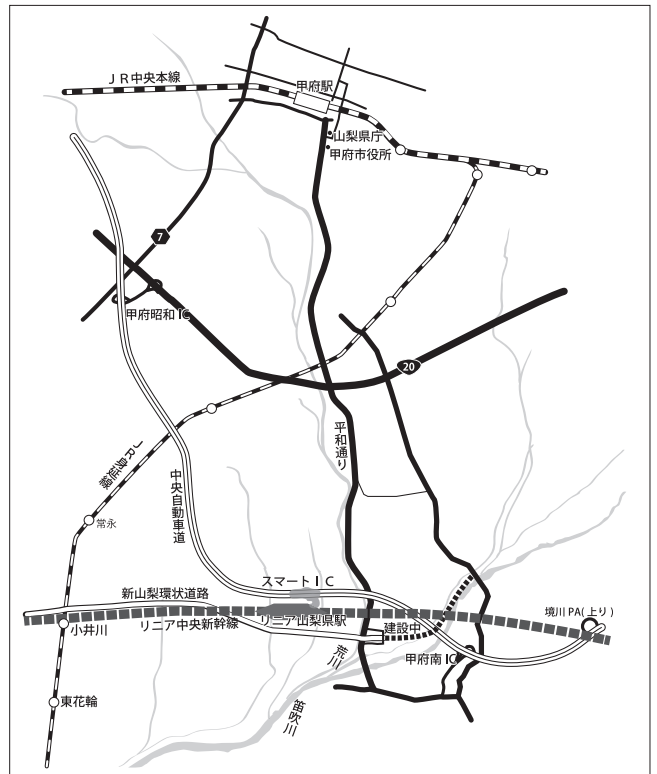 JR中央本線
甲府駅
山梨県庁
甲府市役所
7
甲府昭和IC
20
平和通り
JR身延線
中央自動車道
常永
スマートIC
新山梨環状道路
境川PA(上り)
リニア中央新幹線
リニア山梨県駅
小井川
建設中
荒川
甲府南IC
東花輪
笛吹川